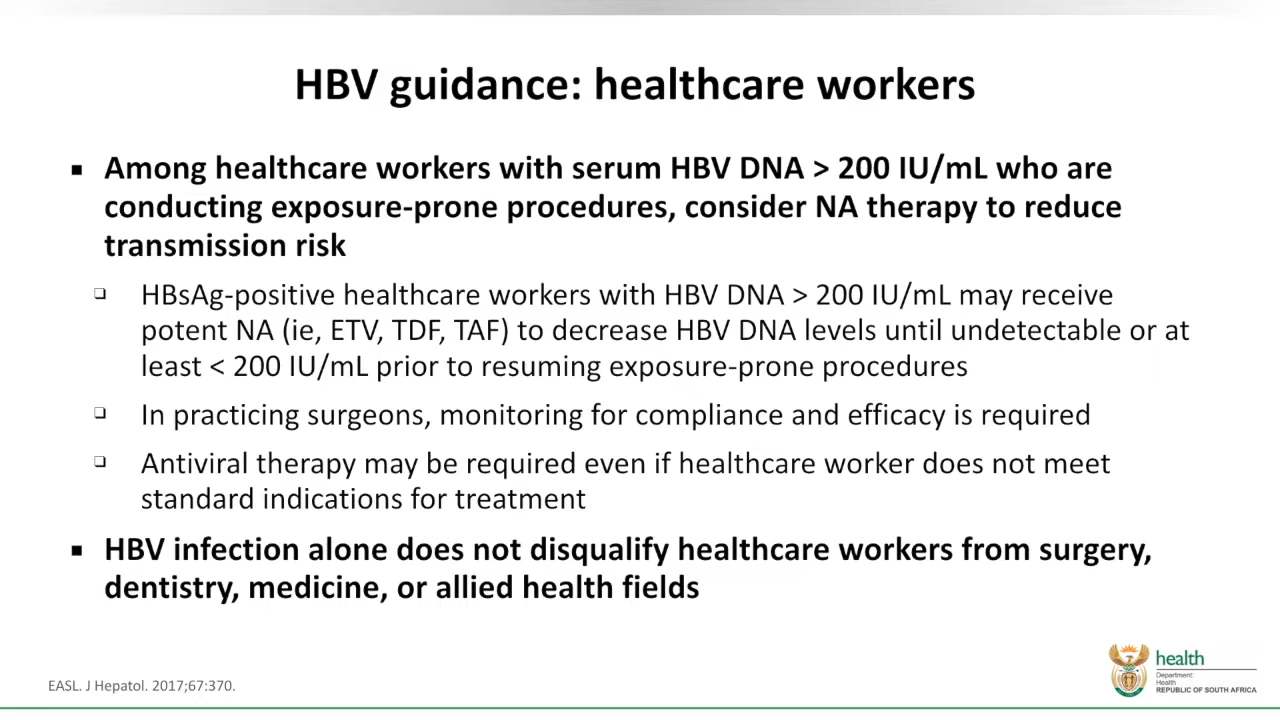 HBV guidance: healthcare workers
▪ Among healthcare workers with serum HBV DNA > 200 IU/mL who are
conducting exposure-prone procedures, consider NA therapy to reduce
transmission risk
❑ HBsAg-positive healthcare workers with HBV DNA > 200 IU/mL may receive
potent NA (ie, ETV, TDF, TAF) to decrease HBV DNA levels until undetectable or at
least < 200 IU/mL prior to resuming exposure-prone procedures
❑ In practicing surgeons, monitoring for compliance and efficacy is required
❑ Antiviral therapy may be required even if healthcare worker does not meet
standard indications for treatment
▪ HBV infection alone does not disqualify healthcare workers from surgery,
dentistry, medicine, or allied health fields
EASL. J Hepatol. 2017;67:370.
health
Department:
Health
REPUBLIC OF SOUTH AFRICA